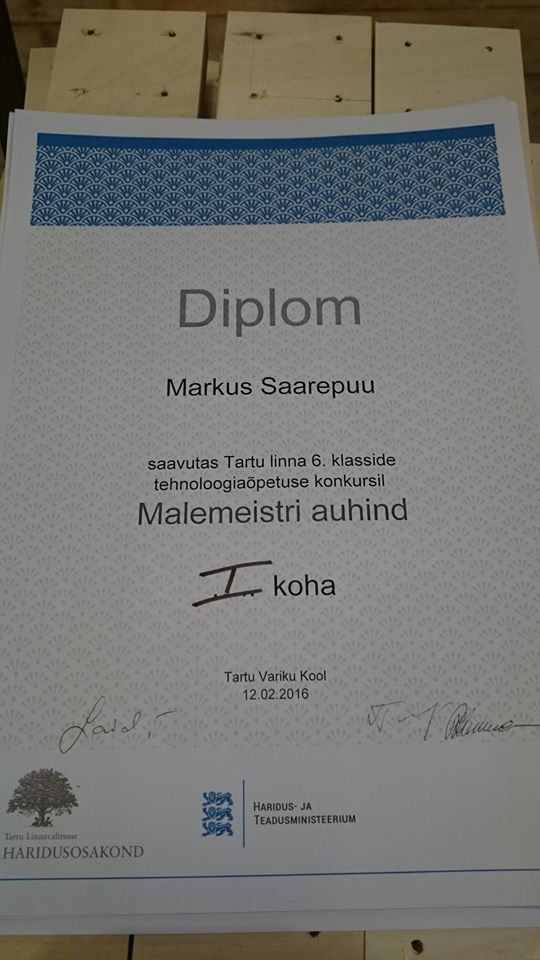 Diplom
Markus Saarepuu
saavutas Tartu linna 6. klasside
tehnoloogiaõpetuse konkursil
Malemeistri auhind
I koha
Tartu Variku Kool
12.02.2016
Tartu Linnavalitsuse
HARIDUSOSAKOND
HARIDUS- JA
TEADUSMINISTEERIUM